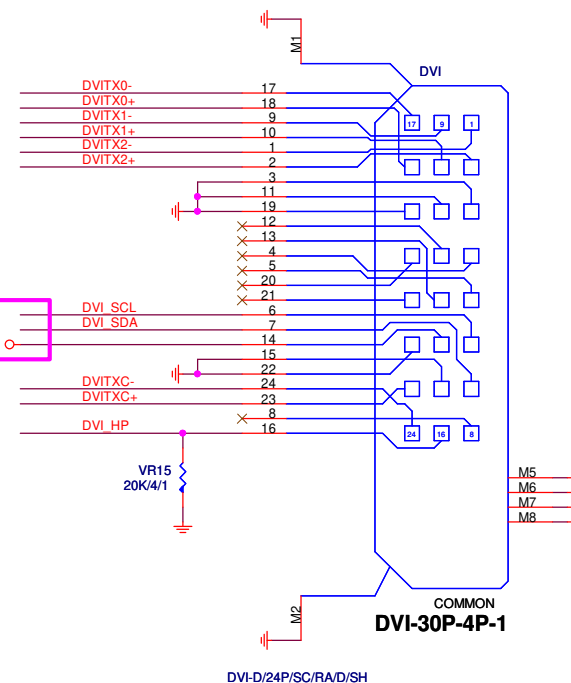 M1
DVI
DVITX0- 17
DVITX0+ 18
DVITX1- 9
DVITX1+ 10
DVITX2- 1
DVITX2+ 2
17 9 1
3
11
19
12
13
4
5
20
21
DVI_SCL 6
DVI_SDA 7
14
15
22
DVITXC- 24
DVITXC+ 23
8
DVI_HP 16
24 16 8
VR15
20K/4/1
M5
M6
M7
M8
M2
COMMON
DVI-30P-4P-1
DVI-D/24P/SC/RA/D/SH